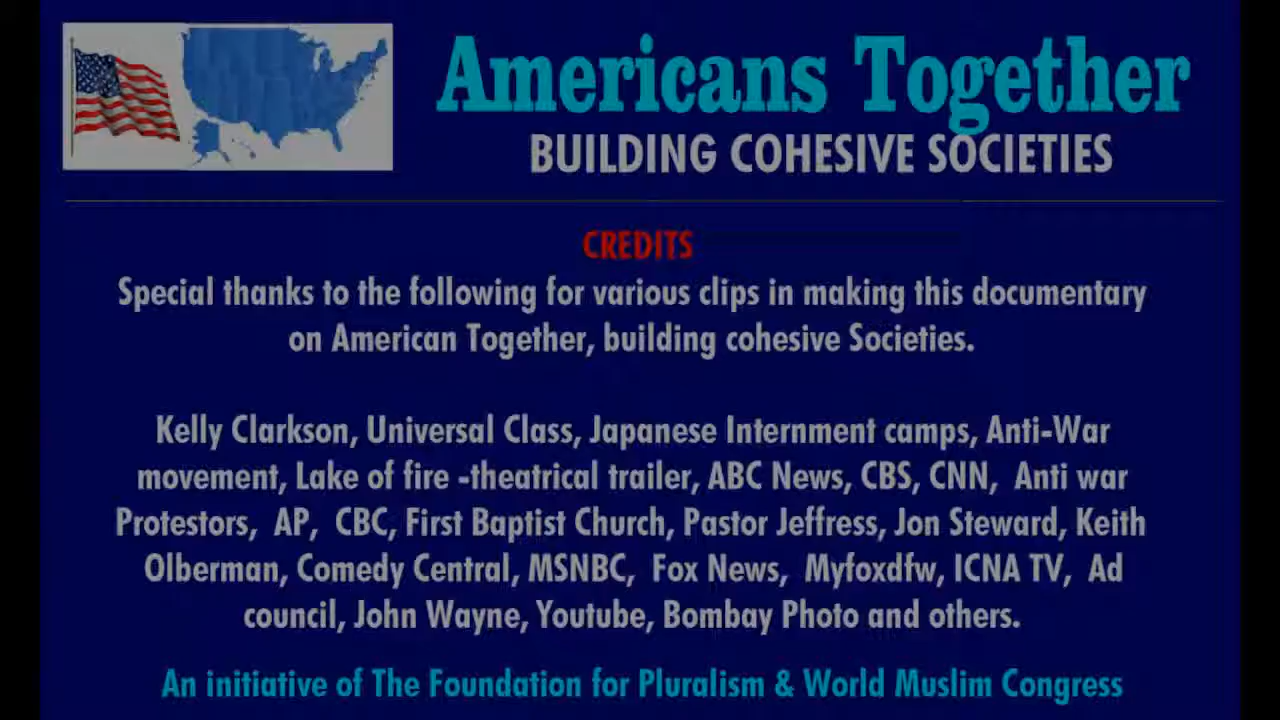 Americans Together
BUILDING COHESIVE SOCIETIES
CREDITS
Special thanks to the following for various clips in making this documentary
on American Together, building cohesive Societies.
Kelly Clarkson, Universal Class, Japanese Internment camps, Anti-War
movement, Lake of fire -theatrical trailer, ABC News, CBS, CNN, Anti war
Protestors, AP, CBC, First Baptist Church, Pastor Jeffress, Jon Steward, Keith
Olberman, Comedy Central, MSNBC, Fox News, Myfoxdfw, ICNA TV, Ad
council, John Wayne, Youtube, Bombay Photo and others.
An initiative of The Foundation for Pluralism & World Muslim Congress